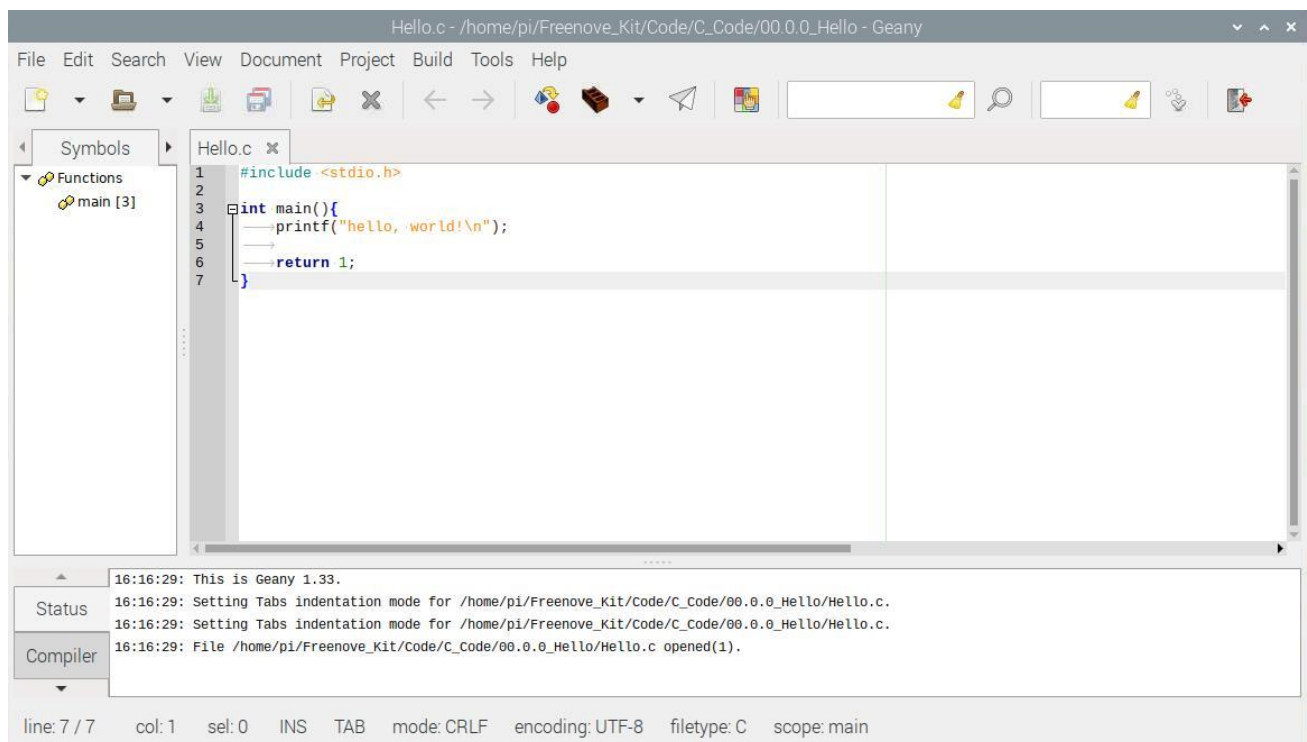 Hello.c - /home/pi/Freenove_Kit/Code/C_Code/00.0.0_Hello - Geany
File Edit Search View Document Project Build Tools Help
Symbols
Hello.c
Functions
main [3]
1 #include <stdio.h>
2
3 int main(){
4 printf("hello, world!\n");
5
6 return 1;
7 }
Status
Compiler
16:16:29: This is Geany 1.33.
16:16:29: Setting Tabs indentation mode for /home/pi/Freenove_Kit/Code/C_Code/00.0.0_Hello/Hello.c.
16:16:29: Setting Tabs indentation mode for /home/pi/Freenove_Kit/Code/C_Code/00.0.0_Hello/Hello.c.
16:16:29: File /home/pi/Freenove_Kit/Code/C_Code/00.0.0_Hello/Hello.c opened(1).
line: 7 / 7 col: 1 sel: 0 INS TAB mode: CRLF encoding: UTF-8 filetype: C scope: main